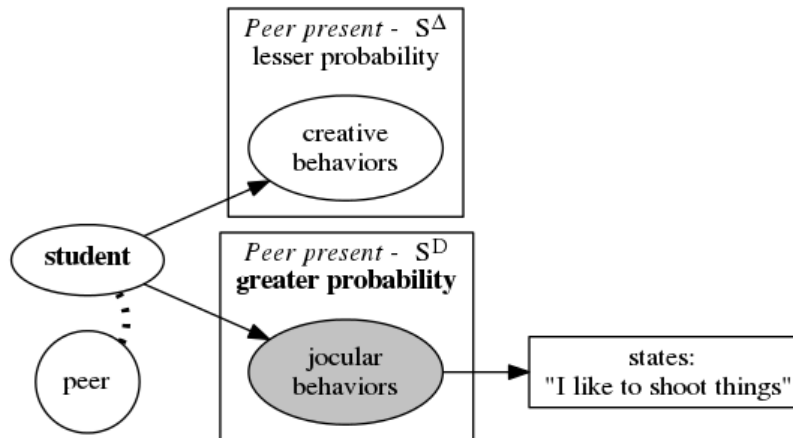 Peer present - S^Δ
lesser probability
creative
behaviors
student
Peer present - S^D
greater probability
jocular
behaviors
peer
states:
"I like to shoot things"